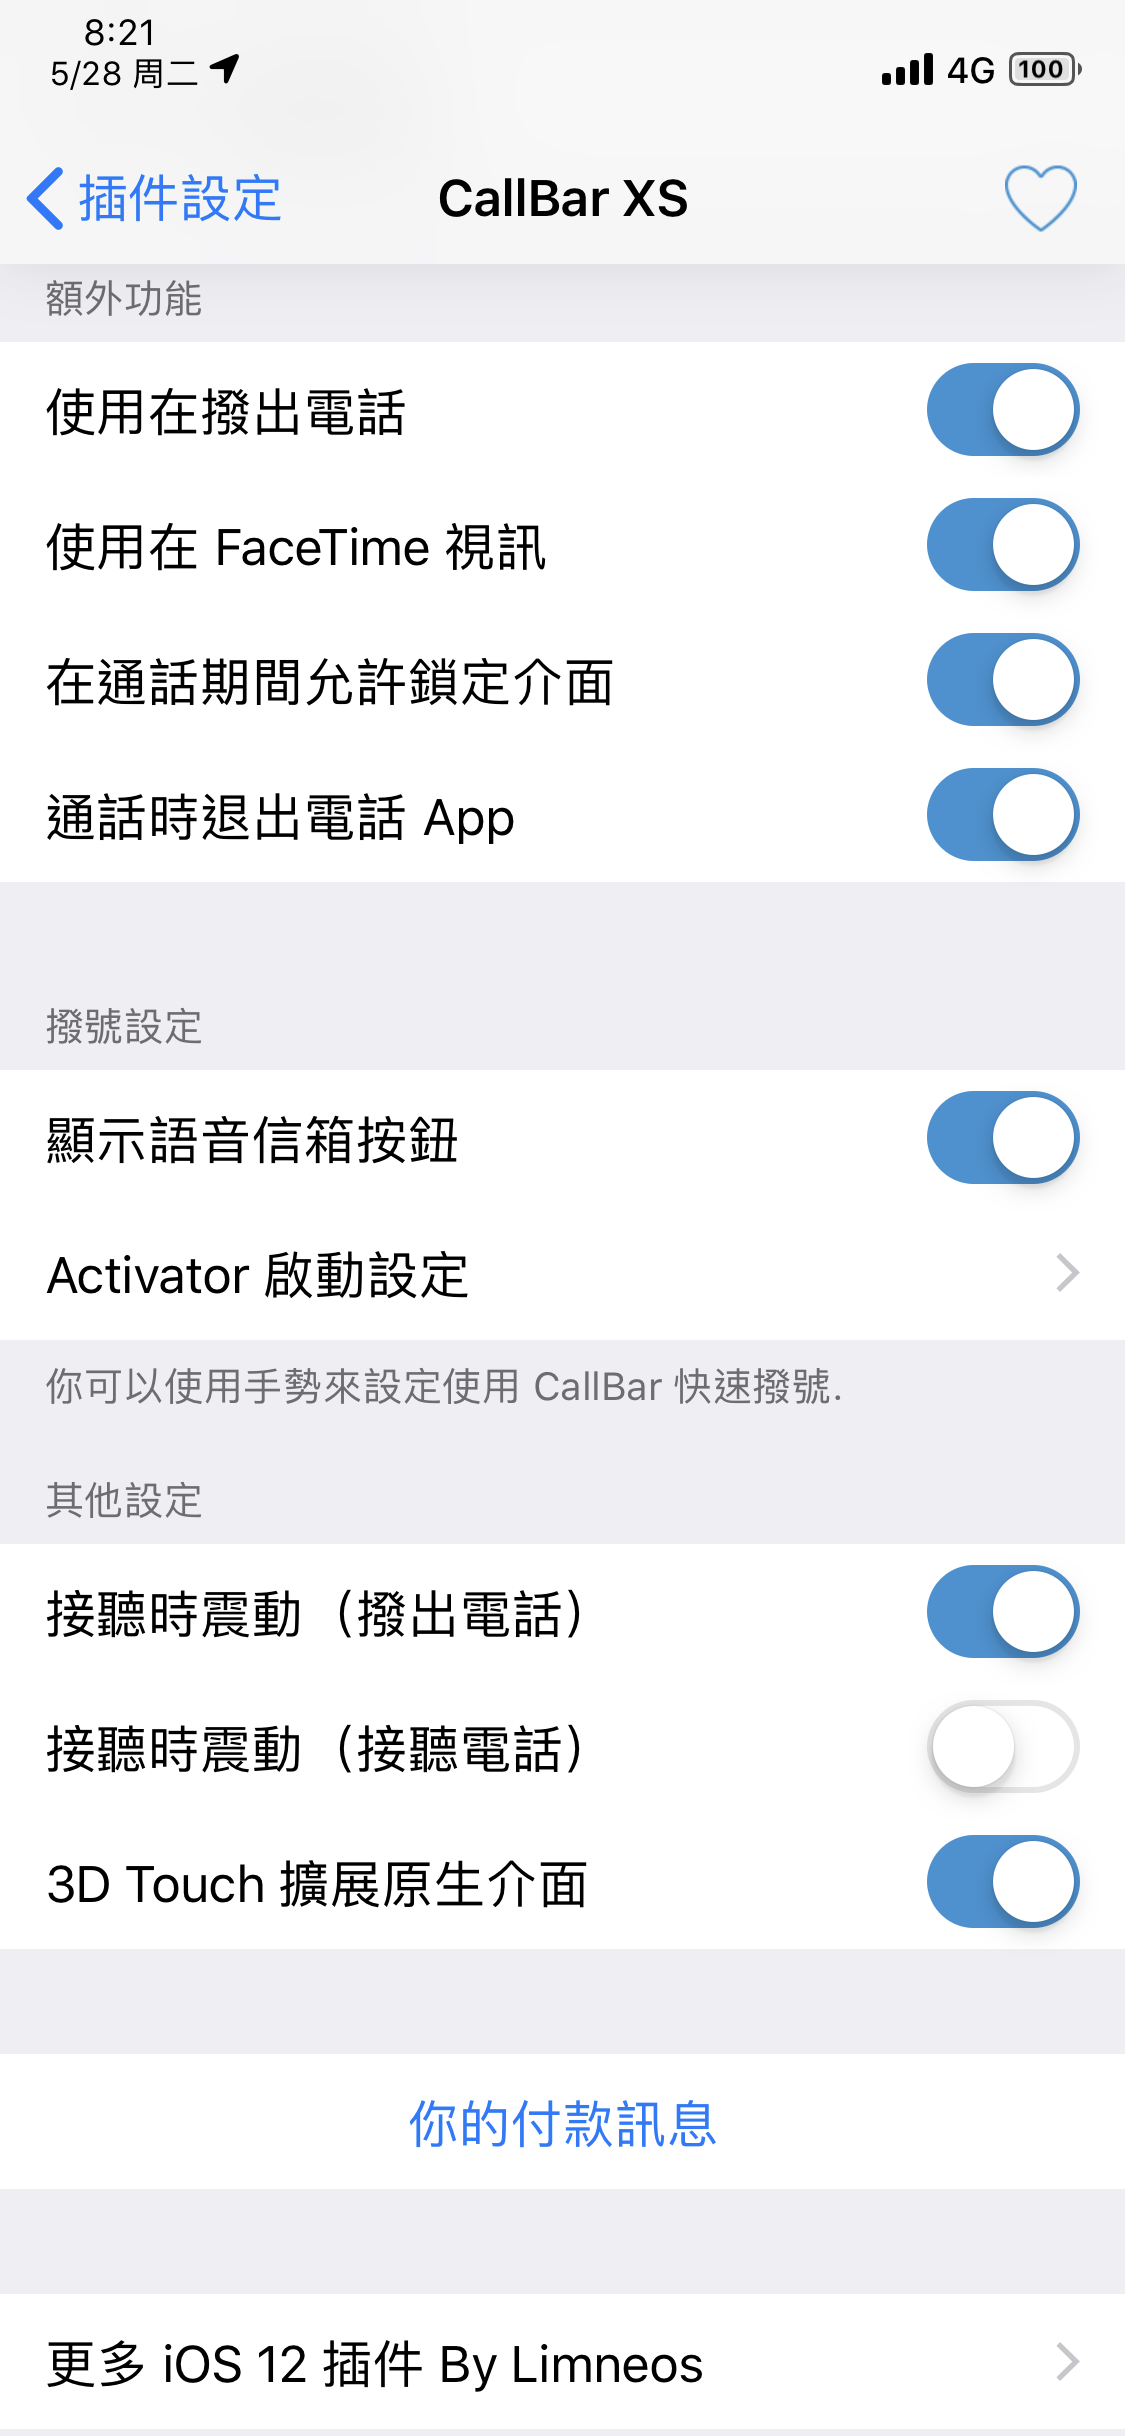 8:21
5/28 周二
4G 100
插件設定 CallBar XS
額外功能
使用在撥出電話
使用在 FaceTime 視訊
在通話期間允許鎖定介面
通話時退出電話 App
撥號設定
顯示語音信箱按鈕
Activator 啟動設定
你可以使用手勢來設定使用 CallBar 快速撥號.
其他設定
接聽時震動（撥出電話）
接聽時震動（接聽電話）
3D Touch 擴展原生介面
你的付款訊息
更多 iOS 12 插件 By Limneos